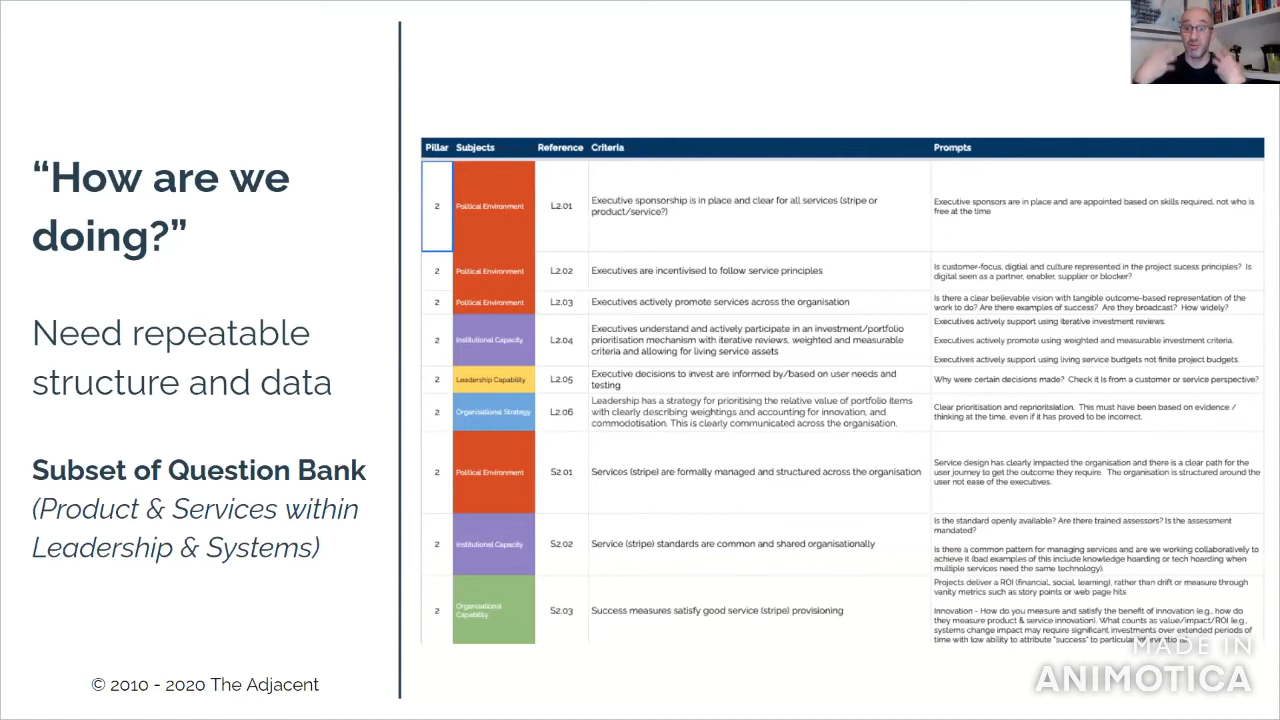 “How are we
doing?”
Need repeatable
structure and data
Subset of Question Bank
(Product & Services within
Leadership & Systems)
© 2010 - 2020 The Adjacent
Pillar Subjects Reference Criteria Prompts
2 Political Environment L2.01 Executive sponsorship is in place and clear for all services (stripe or
product/service?)
Executive sponsors are in place and are appointed based on skills required, not who is
free at the time
2 Political Environment L2.02 Executives are incentivised to follow service principles
Is customer-focus, digtial and culture represented in the project sucess principles? Is
digital seen as a partner, enabler, supplier or blocker?
2 Political Environment L2.03 Executives actively promote services across the organisation
Is there a clear believable vision with tangible outcome-based representation of the
work to do? Are there examples of success? Are they broadcast? How widely?
2 Institutional Capacity L2.04 Executives understand and actively participate in an investment/portfolio
prioritisation mechanism with iterative reviews, weighted and measurable
criteria and allowing for living service assets
Executives actively support using iterative investment reviews.
Executives actively promote using weighted and measurable investment criteria.
Executives actively support using living service budgets not finite project budgets.
2 Leadership Capability L2.05 Executive decisions to invest are informed by/based on user needs and
testing
Why were certain decisions made? Check it Is from a customer or service perspective?
2 Organisational Strategy L2.06 Leadership has a strategy for prioritising the relative value of portfolio items
with clearly describing weightings and accounting for innovation, and
commodotisation. This is clearly communicated across the organisation.
Clear prioritisation and reprioritsiation. This must have been based on evidence /
thinking at the time, even if it has proved to be incorrect.
2 Political Environment S2.01 Services (stripe) are formally managed and structured across the organisation
Service design has clearly impacted the organisation and there is a clear path for the
user journey to get the outcome they require. The organisation is structured around the
user not ease of the executives.
2 Institutional Capacity S2.02 Service (stripe) standards are common and shared organisationally
Is the standard openly available? Are there trained assessors? Is the assessment
mandated?
Is there a common pattern for managing services and are we working collaboratively to
achieve it (bad examples of this include knowledge hoarding or tech hoarding when
multiple services need the same technology).
2 Organisational
Capability S2.03 Success measures satisfy good service (stripe) provisioning
Projects deliver a ROI (financial, social, learning), rather than drift or measure through
vanity metrics such as story points or web page hits
Innovation - How do you measure and satisfy the benefit of innovation (e.g., how do
they measure product & service innovation). What counts as value/impact/ROI (e.g.,
systems change impact may require significant investments over extended periods of
time with low ability to attribute "success" to particular interventions.
MADE IN
ANIMOTICA